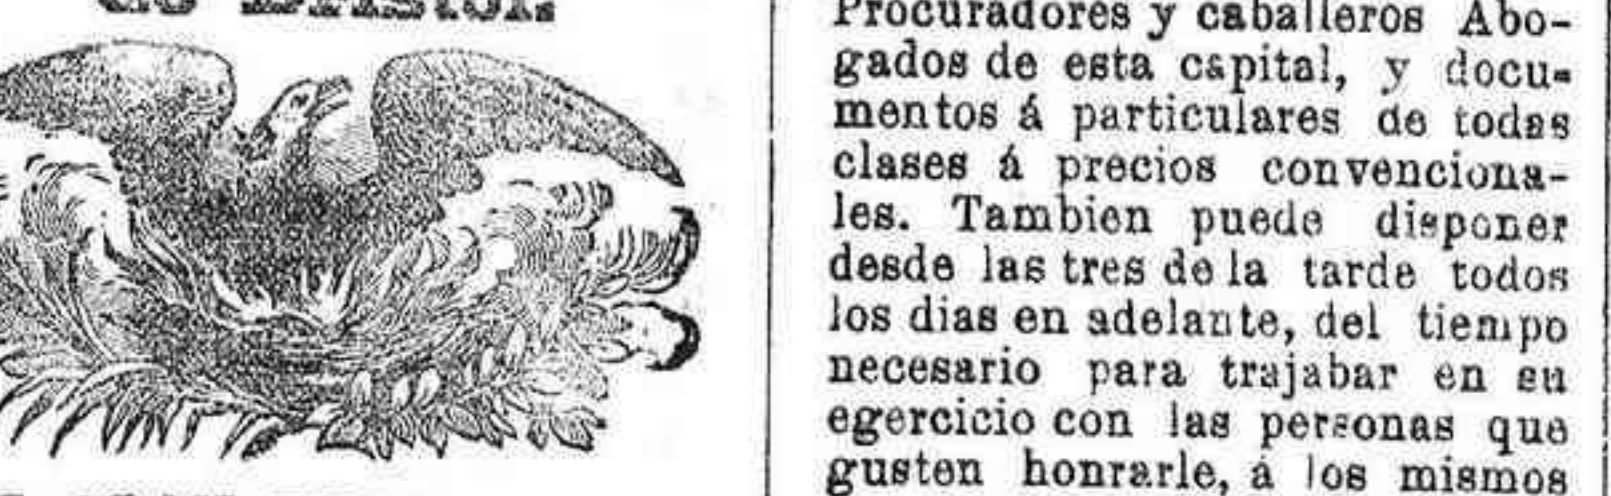 de Bristol.
Procuradores y caballeros Abo-
gados de esta capital, y docu-
mentos á particulares de todas
clases á precios convenciona-
les. Tambien puede disponer
desde las tres de la tarde todos
los dias en adelante, del tiempo
necesario para trajabar en su
egercicio con las personas que
gusten honrarle, á los mismos